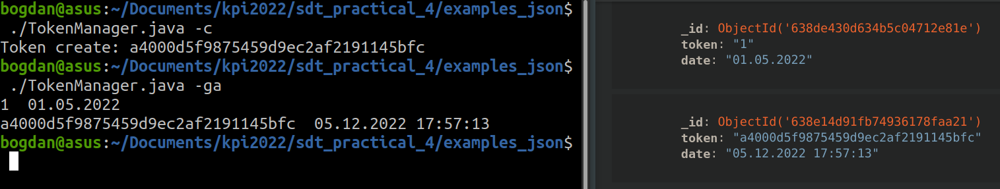 bogdan@asus:~/Documents/kpi2022/sdt_practical_4/examples_json$
./TokenManager.java -c
Token create: a4000d5f9875459d9ec2af2191145bfc
bogdan@asus:~/Documents/kpi2022/sdt_practical_4/examples_json$
./TokenManager.java -ga
1  01.05.2022
a4000d5f9875459d9ec2af2191145bfc  05.12.2022 17:57:13
bogdan@asus:~/Documents/kpi2022/sdt_practical_4/examples_json$
_id: ObjectId('638de430d634b5c04712e81e')
token: "1"
date: "01.05.2022"
_id: ObjectId('638e14d91fb74936178faa21')
token: "a4000d5f9875459d9ec2af2191145bfc"
date: "05.12.2022 17:57:13"